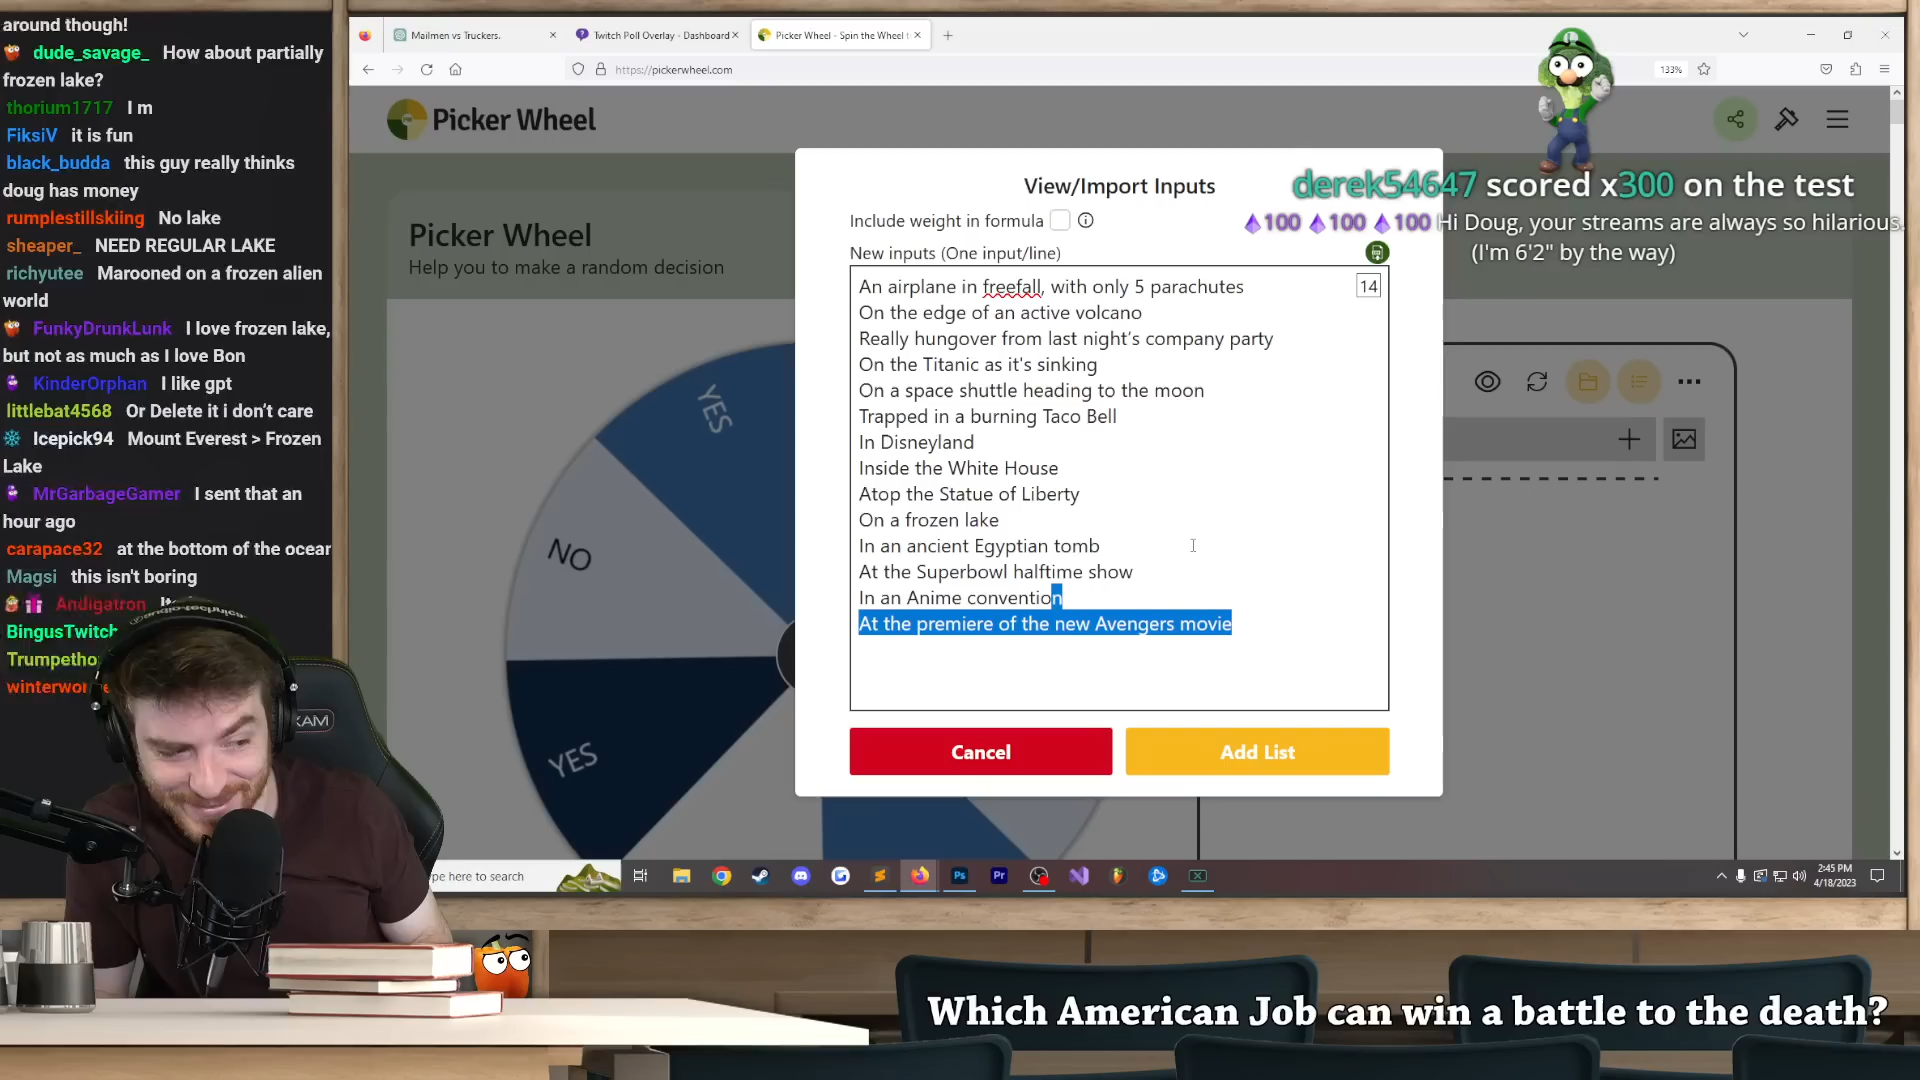 around though!
dude_savage_ How about partially
frozen lake?
thorium1717 I m
FiksiV it is fun
black_budda this guy really thinks
doug has money
rumplestillskiing No lake
sheaper_ NEED REGULAR LAKE
richyutee Marooned on a frozen alien
world
FunkyDrunkLunk I love frozen lake,
but not as much as I love Bon
KinderOrphan I like gpt
littlebat4568 Or Delete it i don't care
Icepick94 Mount Everest > Frozen
Lake
MrGarbageGamer I sent that an
hour ago
carapace32 at the bottom of the ocean
Magsi this isn't boring
Andigatron
BingusTwitch
Mailmen vs Truckers.
Twitch Poll Overlay - Dashboard
Picker Wheel - Spin the Wheel t
https://pickerwheel.com
133%
Picker Wheel
Picker Wheel
Help you to make a random decision
YES
NO
YES
View/Import Inputs
Include weight in formula
New inputs (One input/line)
14
An airplane in freefall, with only 5 parachutes
On the edge of an active volcano
Really hungover from last night's company party
On the Titanic as it's sinking
On a space shuttle heading to the moon
Trapped in a burning Taco Bell
In Disneyland
Inside the White House
Atop the Statue of Liberty
On a frozen lake
In an ancient Egyptian tomb
At the Superbowl halftime show
In an Anime convention
At the premiere of the new Avengers movie
Cancel
Add List
derek54647 scored x300 on the test
100 100 100 Hi Doug, your streams are always so hilarious.
(I'm 6'2" by the way)
pe here to search
Ps
Pr
2:45 PM
4/18/2023
Which American Job can win a battle to the death?